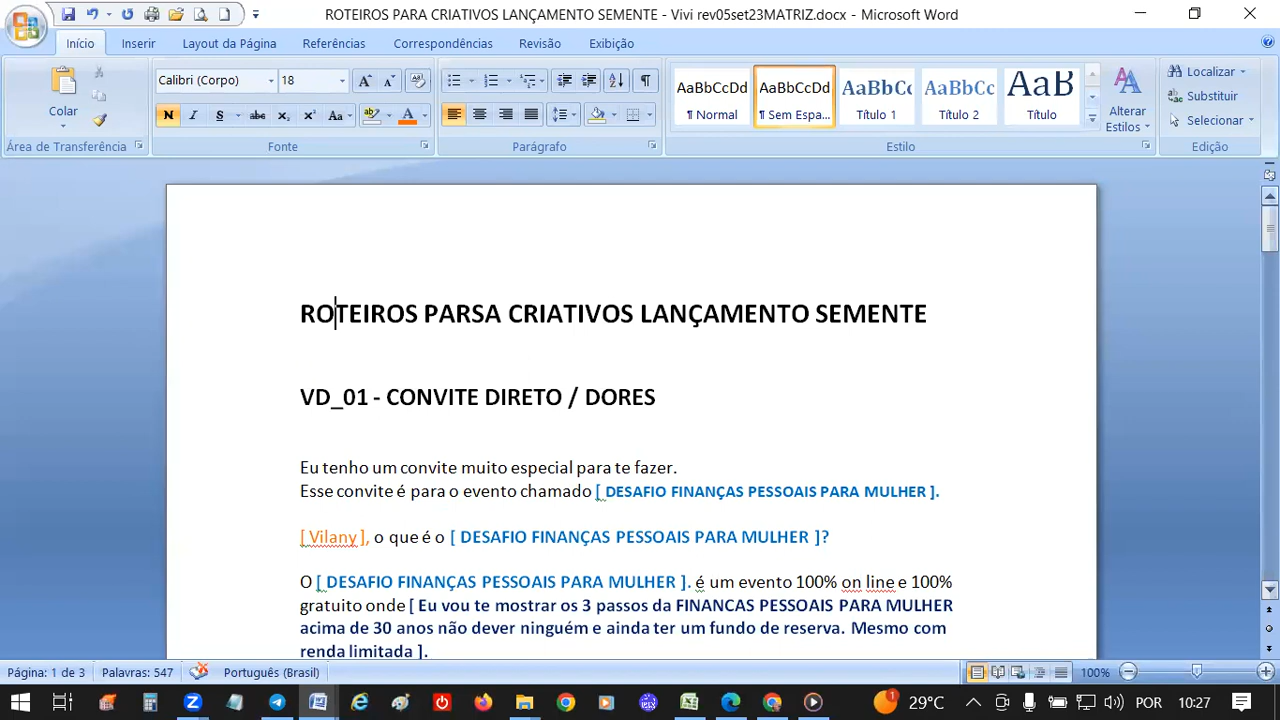 ROTEIROS PARA CRIATIVOS LANÇAMENTO SEMENTE - Vivi rev05set23MATRIZ.docx - Microsoft Word
Início Inserir Layout da Página Referências Correspondências Revisão Exibição
Colar
Área de Transferência
Calibri (Corpo) 18
N I S abc x₂ x² Aa
Fonte
Parágrafo
AaBbCcDd AaBbCcDd AaBbCc AaBbCc AaB
¶ Normal ¶ Sem Espa... Título 1 Título 2 Título
Alterar Estilos
Estilo
Localizar
Substituir
Selecionar
Edição
ROTEIROS PARSA CRIATIVOS LANÇAMENTO SEMENTE
VD_01 - CONVITE DIRETO / DORES
Eu tenho um convite muito especial para te fazer.
Esse convite é para o evento chamado [ DESAFIO FINANÇAS PESSOAIS PARA MULHER ].
[ Vilany ], o que é o [ DESAFIO FINANÇAS PESSOAIS PARA MULHER ]?
O [ DESAFIO FINANÇAS PESSOAIS PARA MULHER ]. é um evento 100% on line e 100%
gratuito onde [ Eu vou te mostrar os 3 passos da FINANCAS PESSOAIS PARA MULHER
acima de 30 anos não dever ninguém e ainda ter um fundo de reserva. Mesmo com
renda limitada ].
Página: 1 de 3 Palavras: 547 Português (Brasil) 100%
29°C POR 10:27